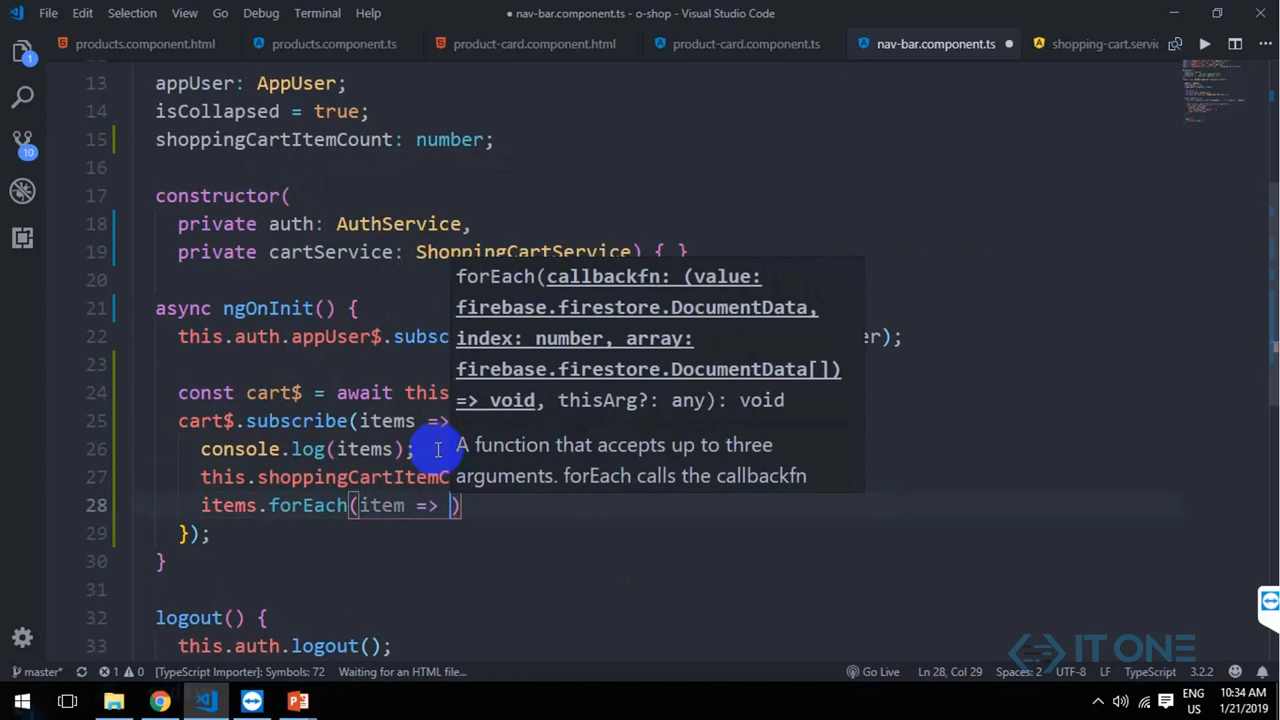 File Edit Selection View Go Debug Terminal Help
● nav-bar.component.ts - o-shop - Visual Studio Code
products.component.html products.component.ts product-card.component.html product-card.component.ts nav-bar.component.ts shopping-cart.servic
1
10
13 appUser: AppUser;
14 isCollapsed = true;
15 shoppingCartItemCount: number;
16
17 constructor(
18 private auth: AuthService,
19 private cartService: ShoppingCartService) { }
20
21 async ngOnInit() {
22 this.auth.appUser$.subsc er);
23
24 const cart$ = await this
25 cart$.subscribe(items =>
26 console.log(items);
27 this.shoppingCartItemC
28 items.forEach(item => )
29 });
30 }
31
32 logout() {
33 this.auth.logout();
forEach(callbackfn: (value:
firebase.firestore.DocumentData,
index: number, array:
firebase.firestore.DocumentData[])
=> void, thisArg?: any): void
A function that accepts up to three
arguments. forEach calls the callbackfn
IT ONE
master* 1 0 [TypeScript Importer]: Symbols: 72 Waiting for an HTML file... Go Live Ln 28, Col 29 Spaces: 2 UTF-8 LF TypeScript 3.2.2
ENG
US
10:34 AM
1/21/2019